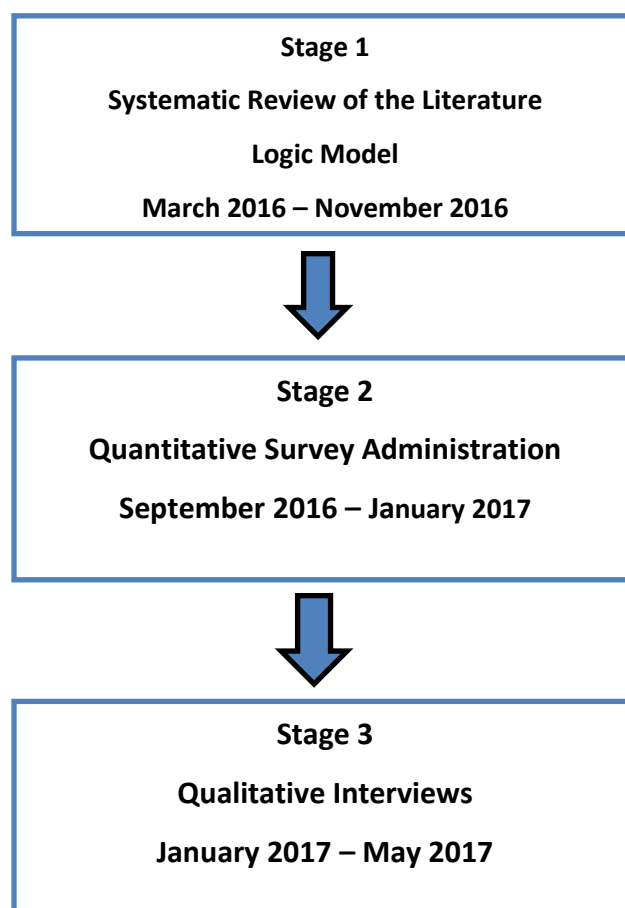 Stage 1
Systematic Review of the Literature
Logic Model
March 2016 – November 2016
Stage 2
Quantitative Survey Administration
September 2016 – January 2017
Stage 3
Qualitative Interviews
January 2017 – May 2017